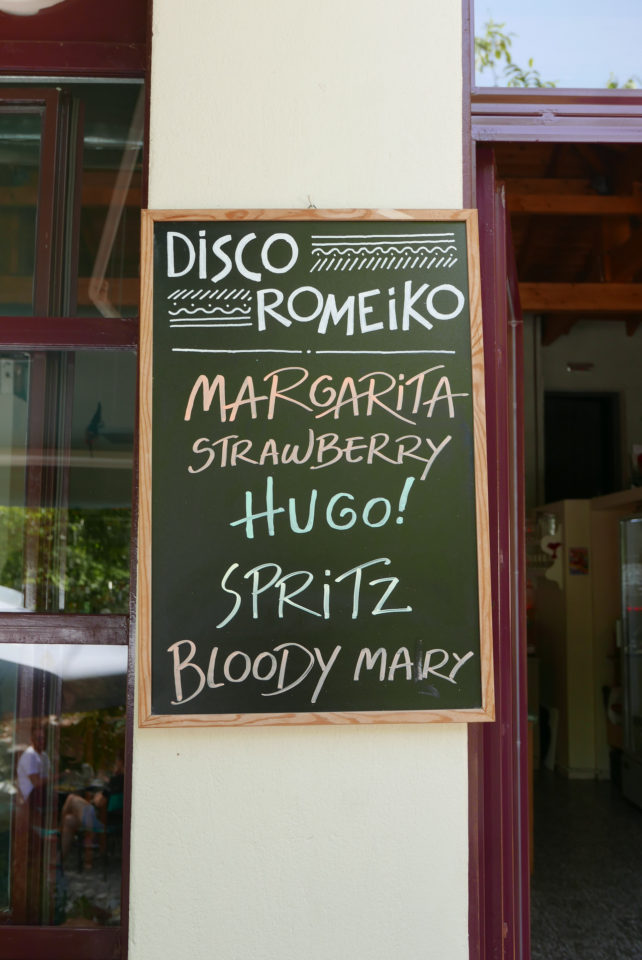 DiSCO
ROMEiKO
MARGARiTA
STRAWBERRY
HUGO!
SPRiTZ
BLOODY MARY